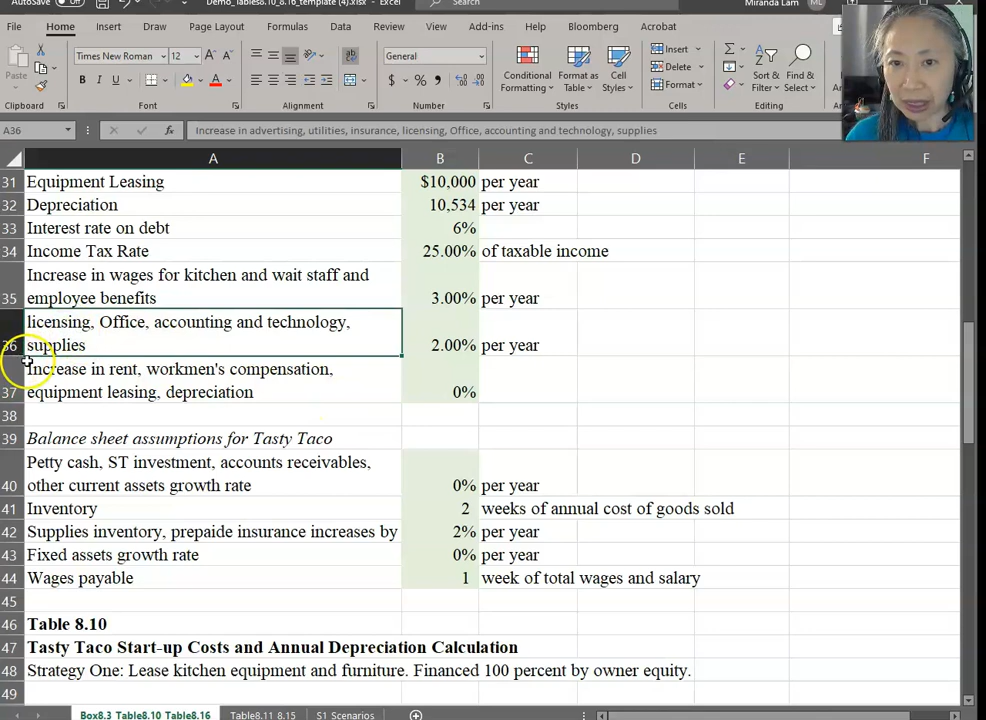 AutoSave Off
Demo_Tables8.10_8.16_template (4).xlsx - Excel
Search
Miranda Lam
ML
File Home Insert Draw Page Layout Formulas Data Review View Add-ins Help Bloomberg Acrobat
Paste
Times New Roman 12
B I U
General
$ % 9
Conditional Formatting
Format as Table
Cell Styles
Insert
Delete
Format
Sort & Filter
Find & Select
Clipboard Font Alignment Number Styles Cells Editing
A36
fx Increase in advertising, utilities, insurance, licensing, Office, accounting and technology, supplies
A B C D E F
31 Equipment Leasing $10,000 per year
32 Depreciation 10,534 per year
33 Interest rate on debt 6%
34 Income Tax Rate 25.00% of taxable income
Increase in wages for kitchen and wait staff and
35 employee benefits 3.00% per year
licensing, Office, accounting and technology,
36 supplies 2.00% per year
Increase in rent, workmen's compensation,
37 equipment leasing, depreciation 0%
38
39 Balance sheet assumptions for Tasty Taco
Petty cash, ST investment, accounts receivables,
40 other current assets growth rate 0% per year
41 Inventory 2 weeks of annual cost of goods sold
42 Supplies inventory, prepaide insurance increases by 2% per year
43 Fixed assets growth rate 0% per year
44 Wages payable 1 week of total wages and salary
45
46 Table 8.10
47 Tasty Taco Start-up Costs and Annual Depreciation Calculation
48 Strategy One: Lease kitchen equipment and furniture. Financed 100 percent by owner equity.
49
Box8.3_Table8.10_Table8.16 Table8.11_8.15 S1 Scenarios